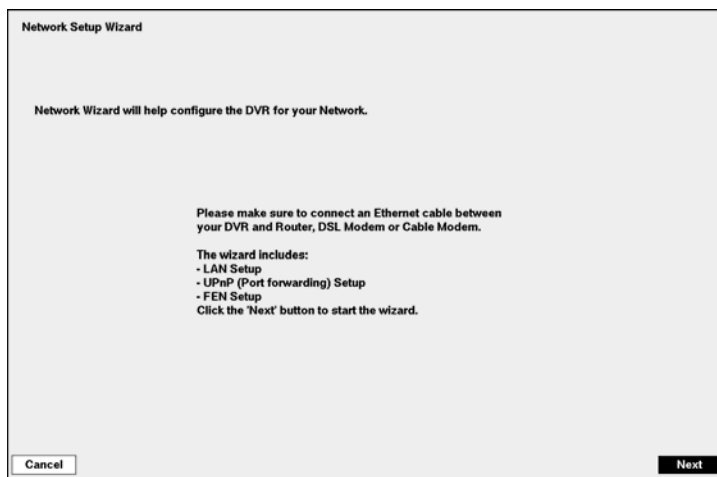 Network Setup Wizard
Network Wizard will help configure the DVR for your Network.
Please make sure to connect an Ethernet cable between
your DVR and Router, DSL Modem or Cable Modem.
The wizard includes:
- LAN Setup
- UPnP (Port forwarding) Setup
- FEN Setup
Click the 'Next' button to start the wizard.
Cancel
Next